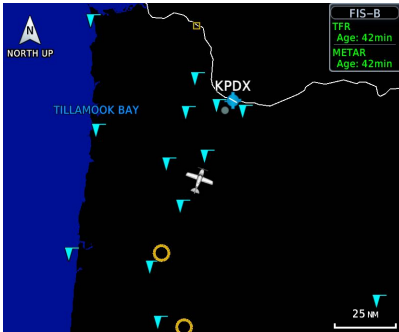 FIS-B
TFR
Age: 42min
METAR
Age: 42min
N
NORTH UP
KPDX
TILLAMOOK BAY
25 NM